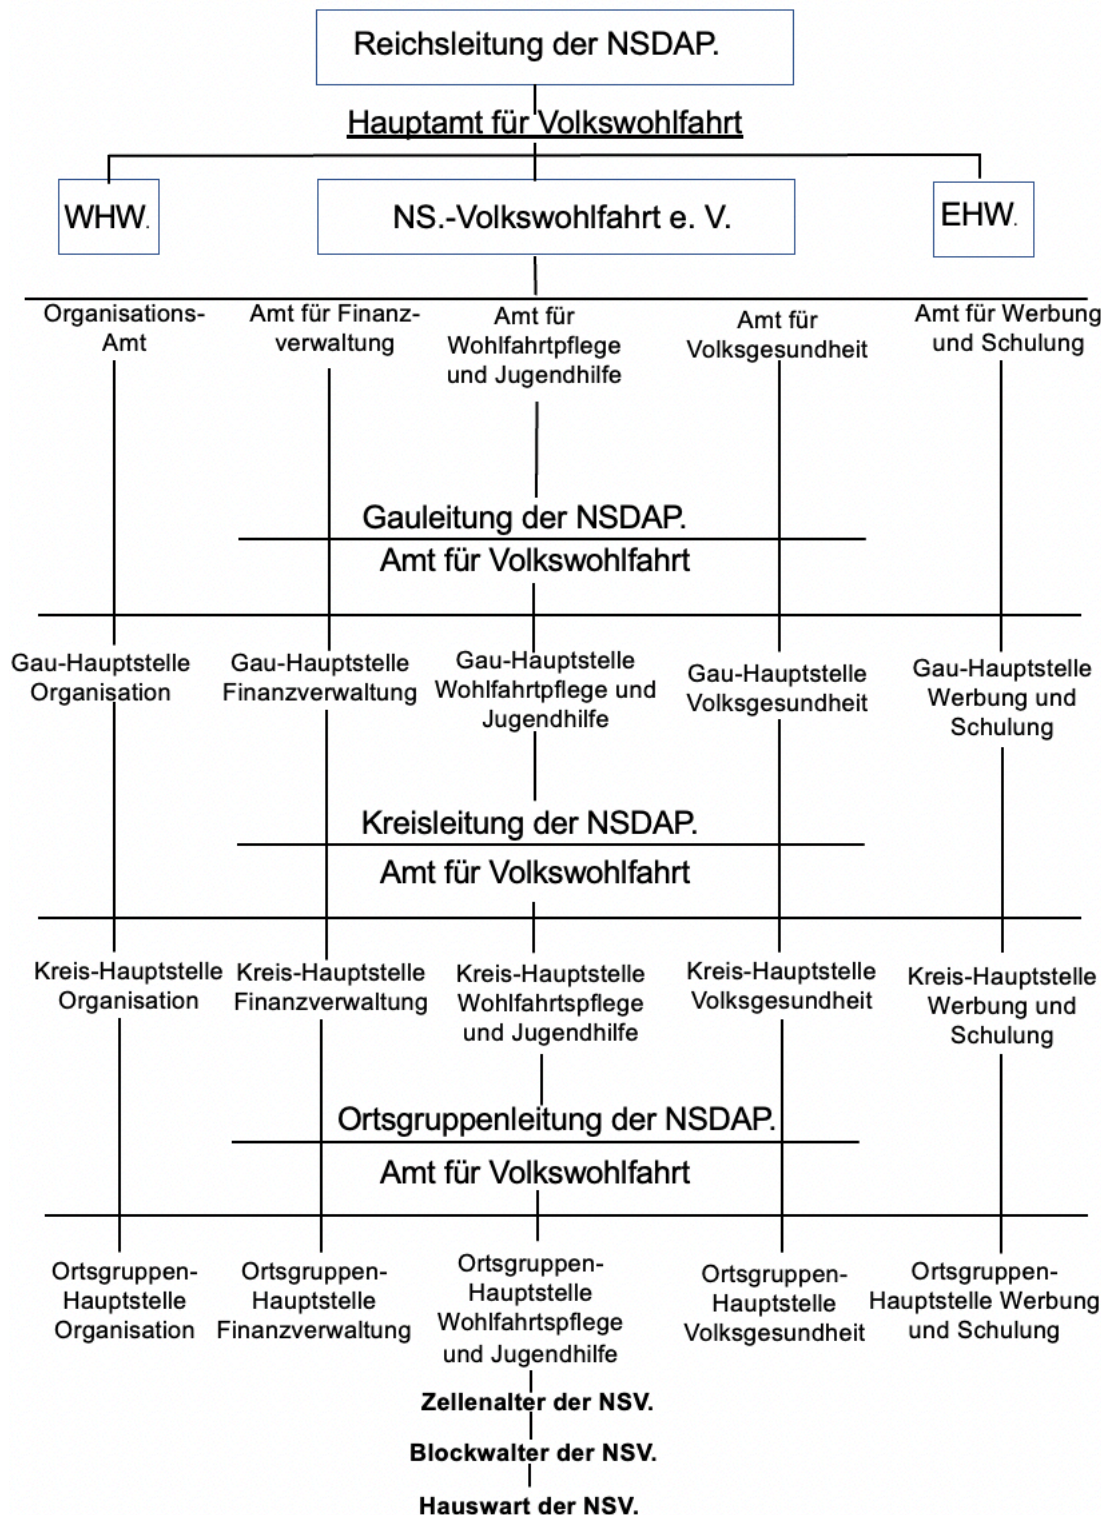 Reichsleitung der NSDAP.
Hauptamt für Volkswohlfahrt
WHW.
NS.-Volkswohlfahrt e. V.
EHW.
Organisations-
Amt
Amt für Finanz-
verwaltung
Amt für
Wohlfahrtpflege
und Jugendhilfe
Amt für
Volksgesundheit
Amt für Werbung
und Schulung
Gauleitung der NSDAP.
Amt für Volkswohlfahrt
Gau-Hauptstelle
Organisation
Gau-Hauptstelle
Finanzverwaltung
Gau-Hauptstelle
Wohlfahrtpflege und
Jugendhilfe
Gau-Hauptstelle
Volksgesundheit
Gau-Hauptstelle
Werbung und
Schulung
Kreisleitung der NSDAP.
Amt für Volkswohlfahrt
Kreis-Hauptstelle
Organisation
Kreis-Hauptstelle
Finanzverwaltung
Kreis-Hauptstelle
Wohlfahrtspflege
und Jugendhilfe
Kreis-Hauptstelle
Volksgesundheit
Kreis-Hauptstelle
Werbung und
Schulung
Ortsgruppenleitung der NSDAP.
Amt für Volkswohlfahrt
Ortsgruppen-
Hauptstelle
Organisation
Ortsgruppen-
Hauptstelle
Finanzverwaltung
Ortsgruppen-
Hauptstelle
Wohlfahrtspflege
und Jugendhilfe
Ortsgruppen-
Hauptstelle
Volksgesundheit
Ortsgruppen-
Hauptstelle Werbung
und Schulung
Zellenalter der NSV.
Blockwalter der NSV.
Hauswart der NSV.